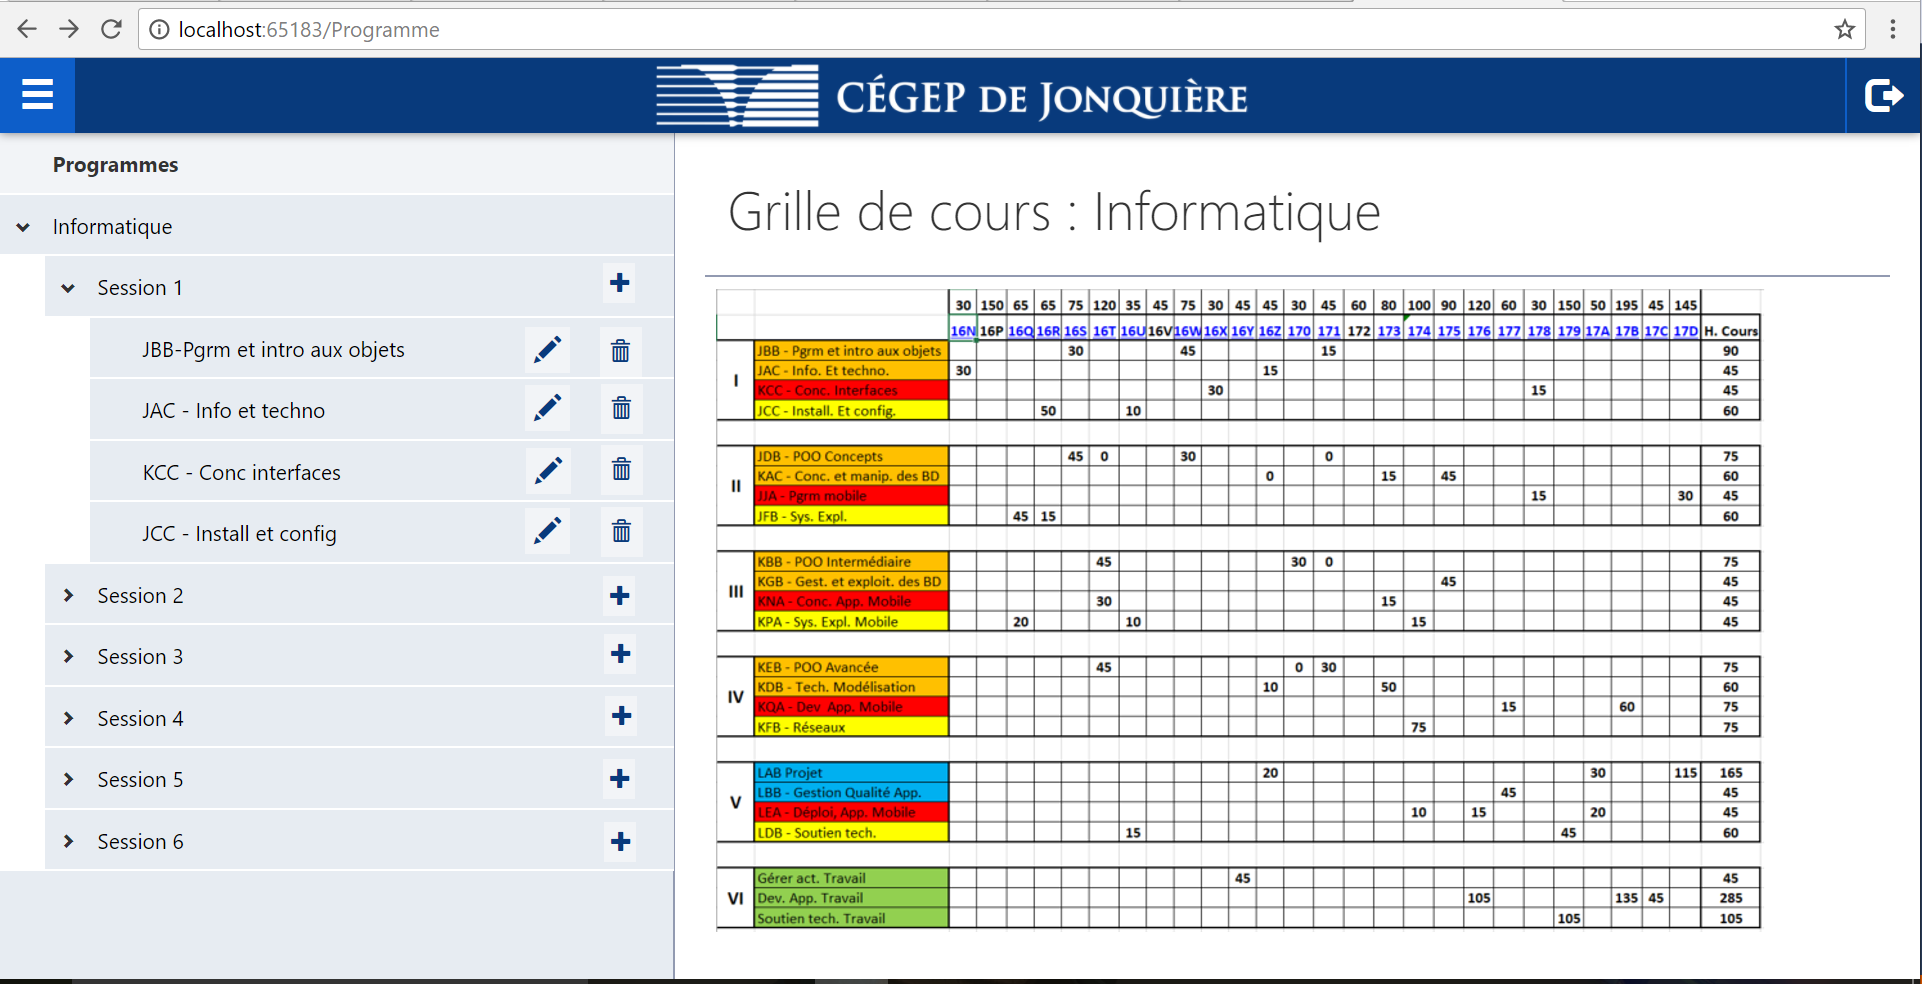 localhost:65183/Programme
CÉGEP DE JONQUIÈRE
Programmes
Informatique
Session 1
JBB-Pgrm et intro aux objets
JAC - Info et techno
KCC - Conc interfaces
JCC - Install et config
Session 2
Session 3
Session 4
Session 5
Session 6
Grille de cours : Informatique
30 150 65 65 75 120 35 45 75 30 45 45 30 45 60 80 100 90 120 60 30 150 50 195 45 145
16N 16P 16Q 16R 16S 16T 16U 16V 16W 16X 16Y 16Z 170 171 172 173 174 175 176 177 178 179 17A 17B 17C 17D H. Cours
I
JBB - Pgrm et intro aux objets 30 45 15 90
JAC - Info. Et techno. 30 15 45
KCC - Conc. Interfaces 30 15 45
JCC - Install. Et config. 50 10 60
II
JDB - POO Concepts 45 0 30 0 75
KAC - Conc. et manip. des BD 0 15 45 60
JJA - Pgrm mobile 15 30 45
JFB - Sys. Expl. 45 15 60
III
KBB - POO Intermédiaire 45 30 0 75
KGB - Gest. et exploit. des BD 45 45
KNA - Conc. App. Mobile 30 15 45
KPA - Sys. Expl. Mobile 20 10 15 45
IV
KEB - POO Avancée 45 0 30 75
KDB - Tech. Modélisation 10 50 60
KQA - Dev App. Mobile 15 60 75
KFB - Réseaux 75 75
V
LAB Projet 20 30 115 165
LBB - Gestion Qualité App. 45 45
LEA - Déploi, App. Mobile 10 15 20 45
LDB - Soutien tech. 15 45 60
VI
Gérer act. Travail 45 45
Dev. App. Travail 105 135 45 285
Soutien tech. Travail 105 105